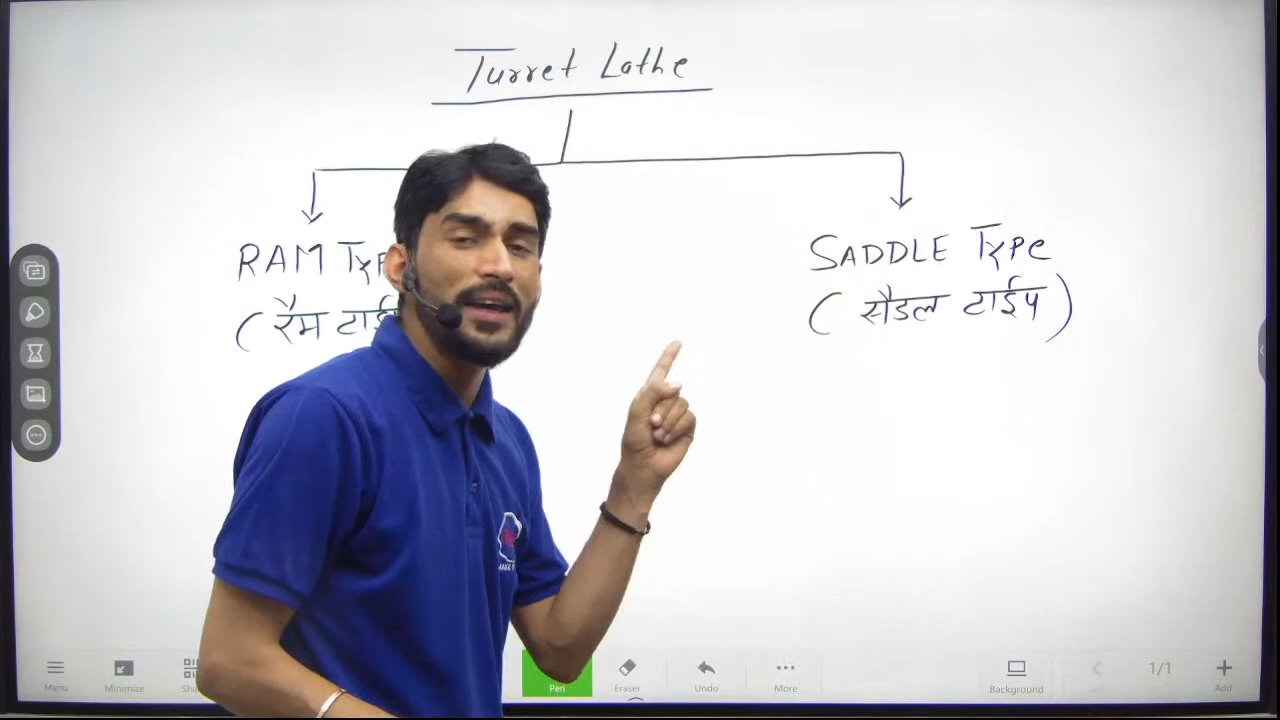 Turret Lathe
RAM
SADDLE TYPe
(रैम
(सैडल टाईप)
Menu
Minimize
Pen
Eraser
Undo
More
Background
1/1
Add